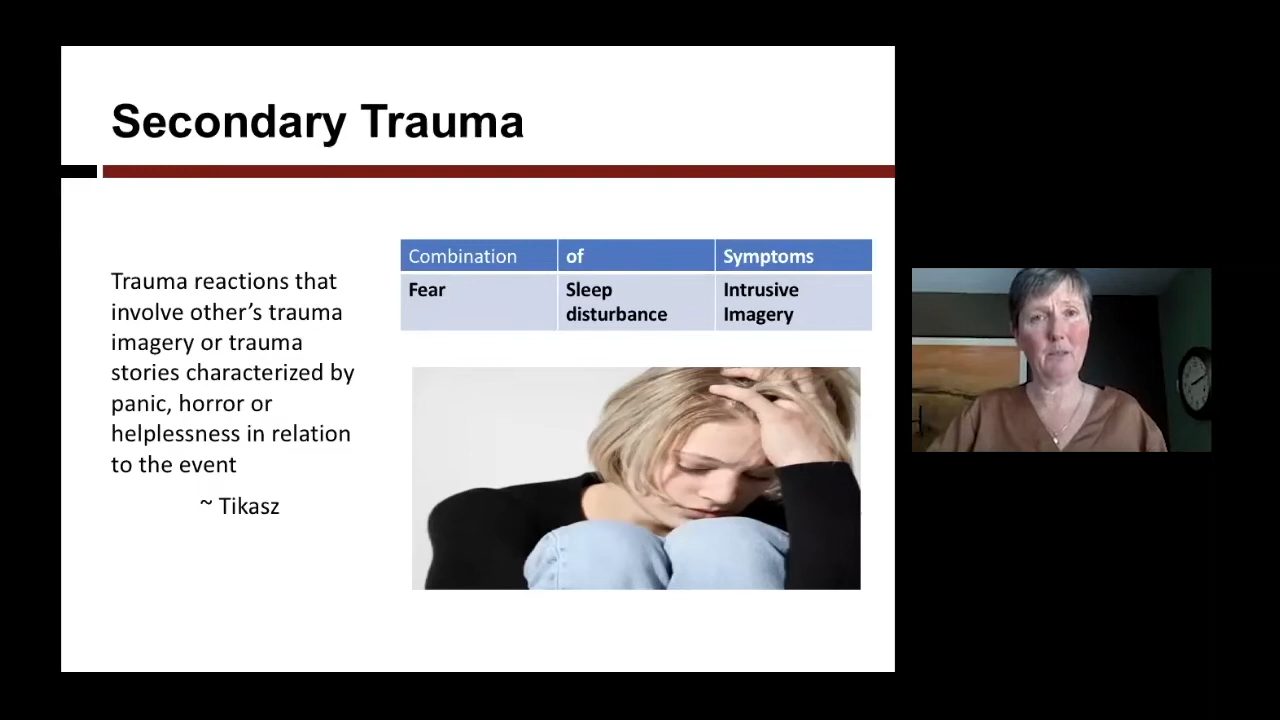 Secondary Trauma
Trauma reactions that
involve other’s trauma
imagery or trauma
stories characterized by
panic, horror or
helplessness in relation
to the event
~ Tikasz
Combination of Symptoms
Fear Sleep disturbance Intrusive Imagery